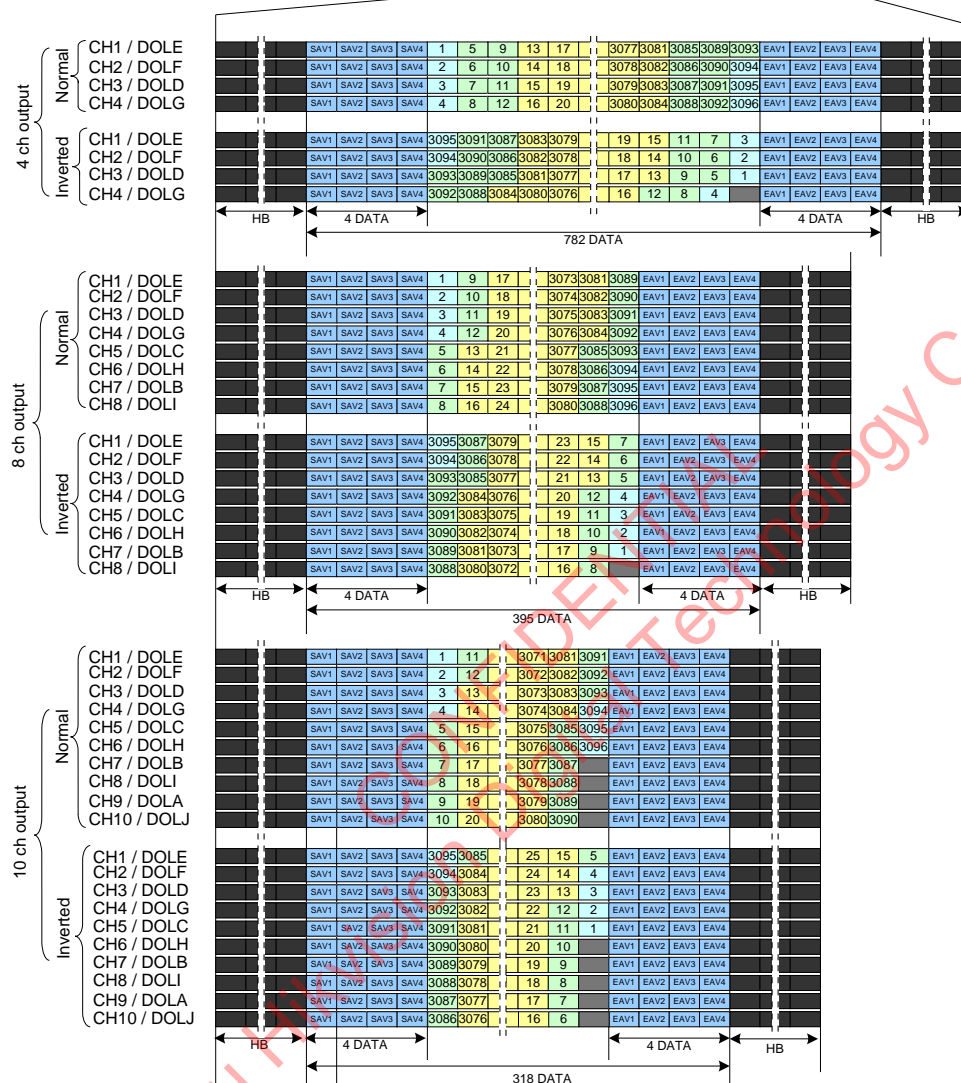 4 ch output
Normal
CH1 / DOLE SAV1 SAV2 SAV3 SAV4 1 5 9 13 17 3077 3081 3085 3089 3093 EAV1 EAV2 EAV3 EAV4
CH2 / DOLF SAV1 SAV2 SAV3 SAV4 2 6 10 14 18 3078 3082 3086 3090 3094 EAV1 EAV2 EAV3 EAV4
CH3 / DOLD SAV1 SAV2 SAV3 SAV4 3 7 11 15 19 3079 3083 3087 3091 3095 EAV1 EAV2 EAV3 EAV4
CH4 / DOLG SAV1 SAV2 SAV3 SAV4 4 8 12 16 20 3080 3084 3088 3092 3096 EAV1 EAV2 EAV3 EAV4
Inverted
CH1 / DOLE SAV1 SAV2 SAV3 SAV4 3095 3091 3087 3083 3079 19 15 11 7 3 EAV1 EAV2 EAV3 EAV4
CH2 / DOLF SAV1 SAV2 SAV3 SAV4 3094 3090 3086 3082 3078 18 14 10 6 2 EAV1 EAV2 EAV3 EAV4
CH3 / DOLD SAV1 SAV2 SAV3 SAV4 3093 3089 3085 3081 3077 17 13 9 5 1 EAV1 EAV2 EAV3 EAV4
CH4 / DOLG SAV1 SAV2 SAV3 SAV4 3092 3088 3084 3080 3076 16 12 8 4 EAV1 EAV2 EAV3 EAV4
HB 4 DATA 4 DATA HB
782 DATA
8 ch output
Normal
CH1 / DOLE SAV1 SAV2 SAV3 SAV4 1 9 17 3073 3081 3089 EAV1 EAV2 EAV3 EAV4
CH2 / DOLF SAV1 SAV2 SAV3 SAV4 2 10 18 3074 3082 3090 EAV1 EAV2 EAV3 EAV4
CH3 / DOLD SAV1 SAV2 SAV3 SAV4 3 11 19 3075 3083 3091 EAV1 EAV2 EAV3 EAV4
CH4 / DOLG SAV1 SAV2 SAV3 SAV4 4 12 20 3076 3084 3092 EAV1 EAV2 EAV3 EAV4
CH5 / DOLC SAV1 SAV2 SAV3 SAV4 5 13 21 3077 3085 3093 EAV1 EAV2 EAV3 EAV4
CH6 / DOLH SAV1 SAV2 SAV3 SAV4 6 14 22 3078 3086 3094 EAV1 EAV2 EAV3 EAV4
CH7 / DOLB SAV1 SAV2 SAV3 SAV4 7 15 23 3079 3087 3095 EAV1 EAV2 EAV3 EAV4
CH8 / DOLI SAV1 SAV2 SAV3 SAV4 8 16 24 3080 3088 3096 EAV1 EAV2 EAV3 EAV4
Inverted
CH1 / DOLE SAV1 SAV2 SAV3 SAV4 3095 3087 3079 23 15 7 EAV1 EAV2 EAV3 EAV4
CH2 / DOLF SAV1 SAV2 SAV3 SAV4 3094 3086 3078 22 14 6 EAV1 EAV2 EAV3 EAV4
CH3 / DOLD SAV1 SAV2 SAV3 SAV4 3093 3085 3077 21 13 5 EAV1 EAV2 EAV3 EAV4
CH4 / DOLG SAV1 SAV2 SAV3 SAV4 3092 3084 3076 20 12 4 EAV1 EAV2 EAV3 EAV4
CH5 / DOLC SAV1 SAV2 SAV3 SAV4 3091 3083 3075 19 11 3 EAV1 EAV2 EAV3 EAV4
CH6 / DOLH SAV1 SAV2 SAV3 SAV4 3090 3082 3074 18 10 2 EAV1 EAV2 EAV3 EAV4
CH7 / DOLB SAV1 SAV2 SAV3 SAV4 3089 3081 3073 17 9 1 EAV1 EAV2 EAV3 EAV4
CH8 / DOLI SAV1 SAV2 SAV3 SAV4 3088 3080 3072 16 8 EAV1 EAV2 EAV3 EAV4
HB 4 DATA 4 DATA HB
395 DATA
10 ch output
Normal
CH1 / DOLE SAV1 SAV2 SAV3 SAV4 1 11 3071 3081 3091 EAV1 EAV2 EAV3 EAV4
CH2 / DOLF SAV1 SAV2 SAV3 SAV4 2 12 3072 3082 3092 EAV1 EAV2 EAV3 EAV4
CH3 / DOLD SAV1 SAV2 SAV3 SAV4 3 13 3073 3083 3093 EAV1 EAV2 EAV3 EAV4
CH4 / DOLG SAV1 SAV2 SAV3 SAV4 4 14 3074 3084 3094 EAV1 EAV2 EAV3 EAV4
CH5 / DOLC SAV1 SAV2 SAV3 SAV4 5 15 3075 3085 3095 EAV1 EAV2 EAV3 EAV4
CH6 / DOLH SAV1 SAV2 SAV3 SAV4 6 16 3076 3086 3096 EAV1 EAV2 EAV3 EAV4
CH7 / DOLB SAV1 SAV2 SAV3 SAV4 7 17 3077 3087 EAV1 EAV2 EAV3 EAV4
CH8 / DOLI SAV1 SAV2 SAV3 SAV4 8 18 3078 3088 EAV1 EAV2 EAV3 EAV4
CH9 / DOLA SAV1 SAV2 SAV3 SAV4 9 19 3079 3089 EAV1 EAV2 EAV3 EAV4
CH10 / DOLJ SAV1 SAV2 SAV3 SAV4 10 20 3080 3090 EAV1 EAV2 EAV3 EAV4
Inverted
CH1 / DOLE SAV1 SAV2 SAV3 SAV4 3095 3085 25 15 5 EAV1 EAV2 EAV3 EAV4
CH2 / DOLF SAV1 SAV2 SAV3 SAV4 3094 3084 24 14 4 EAV1 EAV2 EAV3 EAV4
CH3 / DOLD SAV1 SAV2 SAV3 SAV4 3093 3083 23 13 3 EAV1 EAV2 EAV3 EAV4
CH4 / DOLG SAV1 SAV2 SAV3 SAV4 3092 3082 22 12 2 EAV1 EAV2 EAV3 EAV4
CH5 / DOLC SAV1 SAV2 SAV3 SAV4 3091 3081 21 11 1 EAV1 EAV2 EAV3 EAV4
CH6 / DOLH SAV1 SAV2 SAV3 SAV4 3090 3080 20 10 EAV1 EAV2 EAV3 EAV4
CH7 / DOLB SAV1 SAV2 SAV3 SAV4 3089 3079 19 9 EAV1 EAV2 EAV3 EAV4
CH8 / DOLI SAV1 SAV2 SAV3 SAV4 3088 3078 18 8 EAV1 EAV2 EAV3 EAV4
CH9 / DOLA SAV1 SAV2 SAV3 SAV4 3087 3077 17 7 EAV1 EAV2 EAV3 EAV4
CH10 / DOLJ SAV1 SAV2 SAV3 SAV4 3086 3076 16 6 EAV1 EAV2 EAV3 EAV4
HB 4 DATA 4 DATA HB
318 DATA
CONFIDENTIAL
Hikvision Digital Technology C